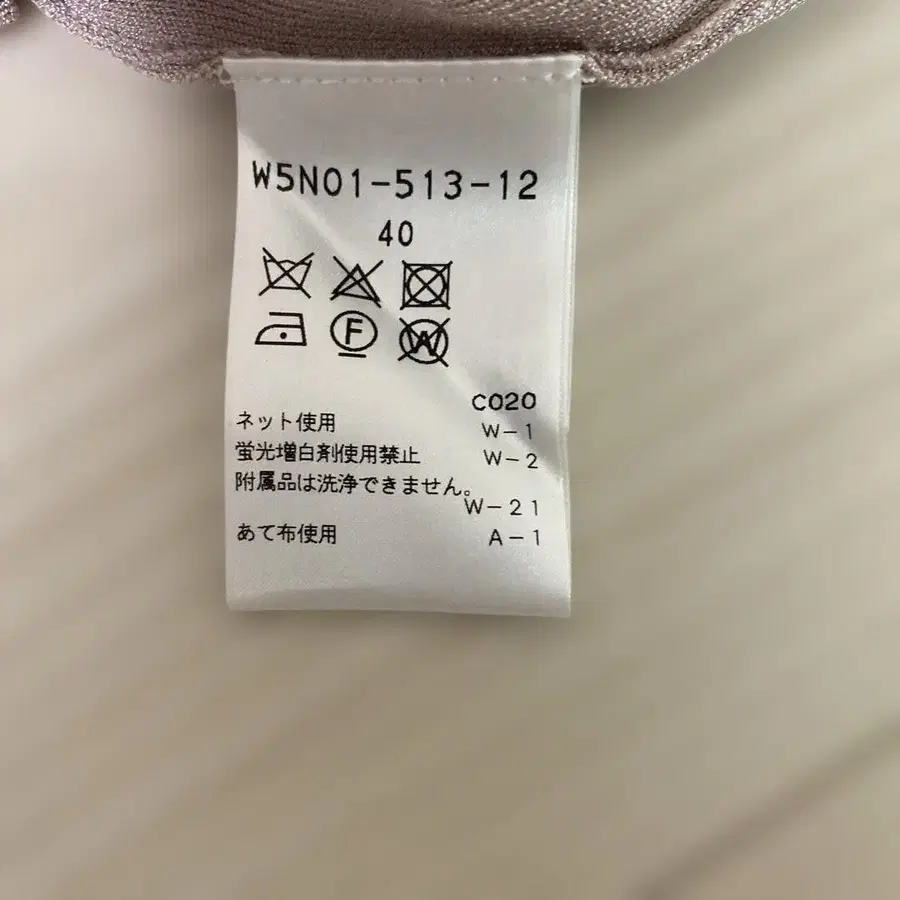 W5N01-513-12
40
F W
C020
ネット使用 W-1
蛍光増白剤使用禁止 W-2
附属品は洗浄できません。
W-21
あて布使用 A-1